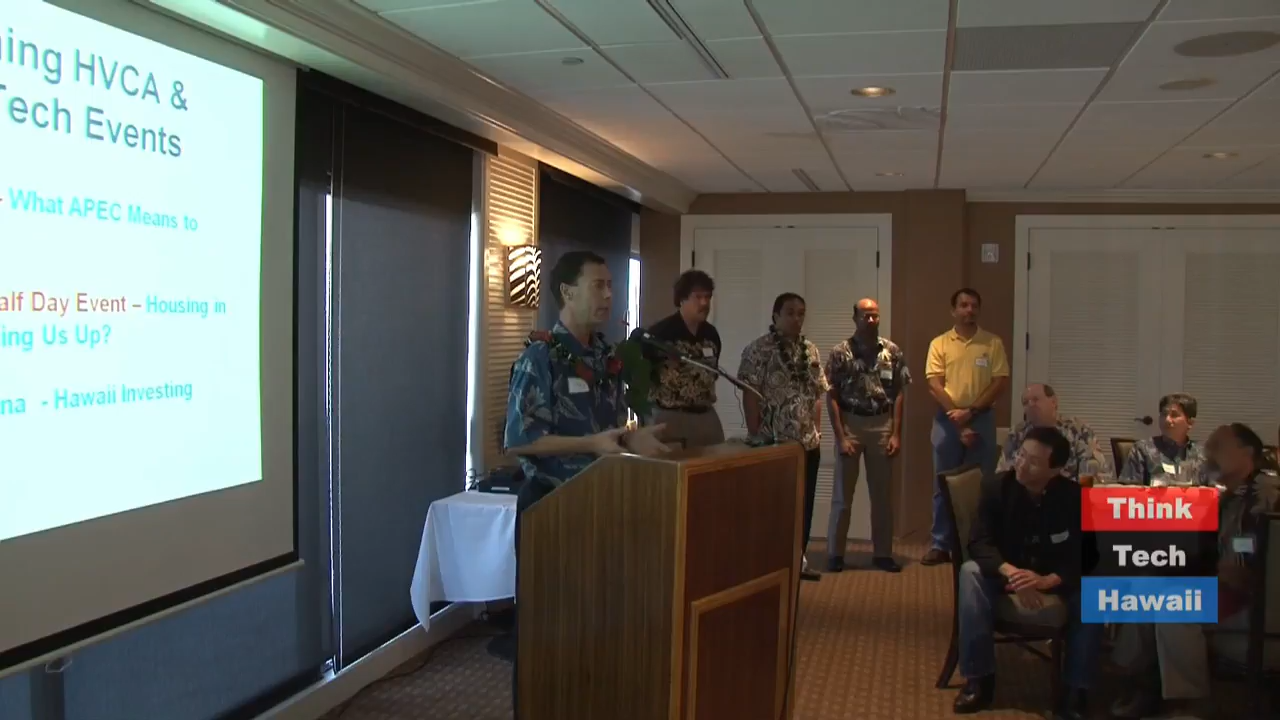 ning HVCA &
Tech Events
- What APEC Means to
alf Day Event – Housing in
ing Us Up?
na - Hawaii Investing
Think
Tech
Hawaii